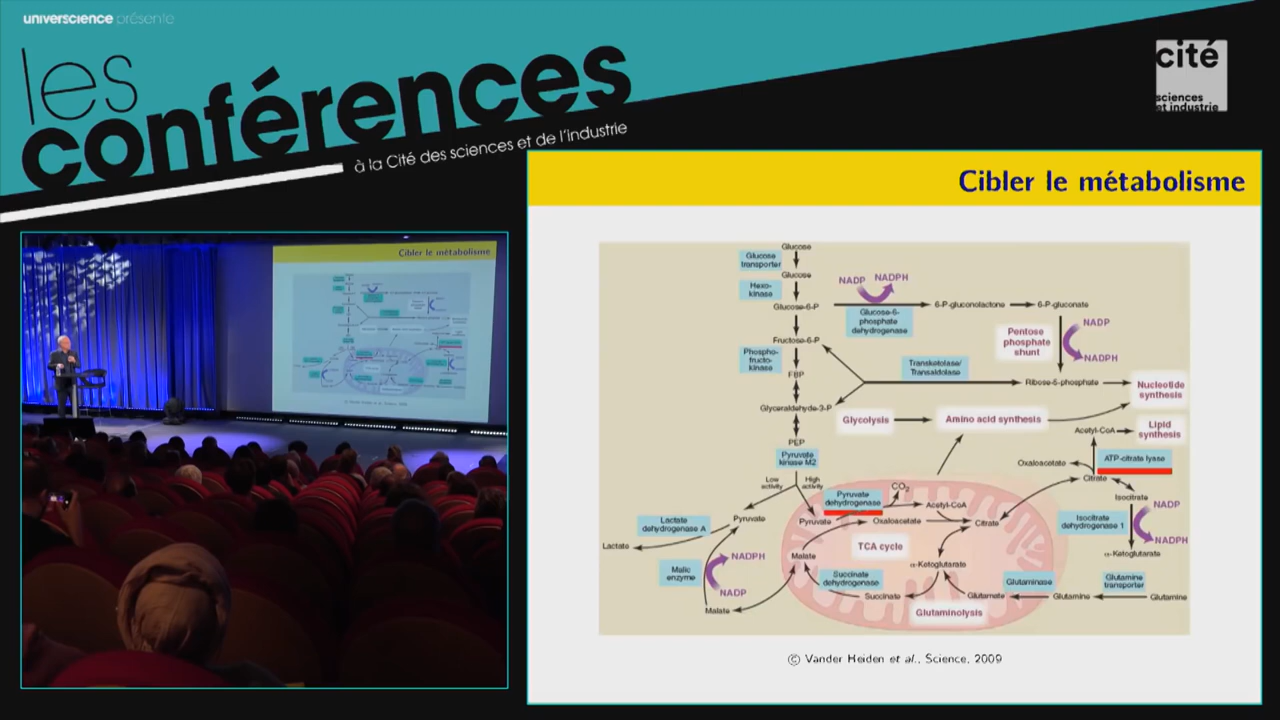 universcience présente
les
conférences
à la Cité des sciences et de l'industrie
cité
sciences
et industrie
Cibler le métabolisme
Cibler le métabolisme
Glucose
Glucose
transporter
Glucose
Hexo-
kinase
Glucose-6-P
NADP
NADPH
Glucose-6-
phosphate
dehydrogenase
6-P-gluconolactone
6-P-gluconate
Pentose
phosphate
shunt
NADP
NADPH
Fructose-6-P
Phospho-
fructo-
kinase
FBP
Transketolase/
Transaldolase
Ribose-5-phosphate
Nucleotide
synthesis
Glyceraldehyde-3-P
Glycolysis
Amino acid synthesis
Acetyl-CoA
Lipid
synthesis
PEP
Pyruvate
kinase M2
Oxaloacetate
ATP-citrate lyase
Citrate
Low
activity
High
activity
Pyruvate
dehydrogenase
CO2
Acetyl-CoA
Isocitrate
Lactate
dehydrogenase A
Pyruvate
Pyruvate
Oxaloacetate
Citrate
Isocitrate
dehydrogenase 1
NADP
NADPH
Lactate
TCA cycle
Malate
α-Ketoglutarate
α-Ketoglutarate
NADPH
Malic
enzyme
NADP
Succinate
dehydrogenase
Glutaminase
Glutamine
transporter
Succinate
Glutamate
Glutamine
Glutamine
Malate
Glutaminolysis
© Vander Heiden et al., Science, 2009